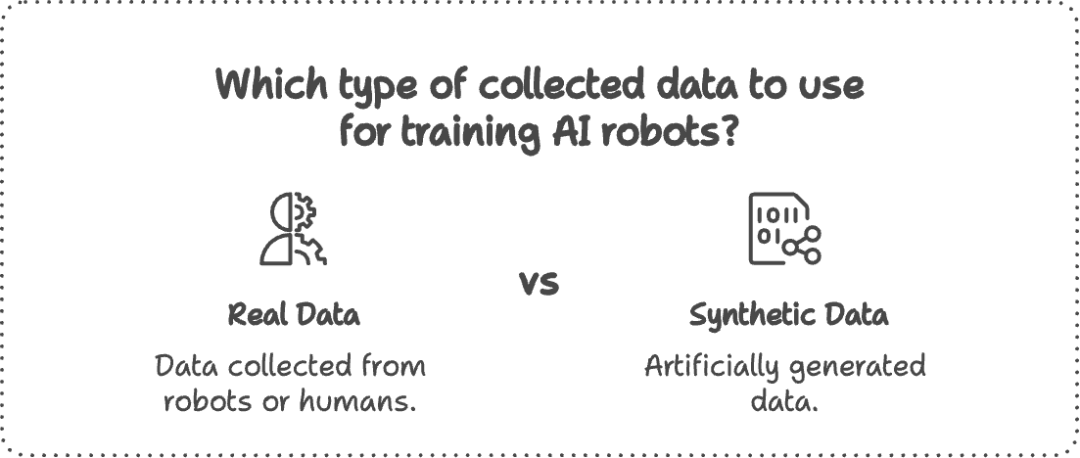 Which type of collected data to use
for training AI robots?
1011
01
vs
Real Data
Data collected from
robots or humans.
Synthetic Data
Artificially generated
data.